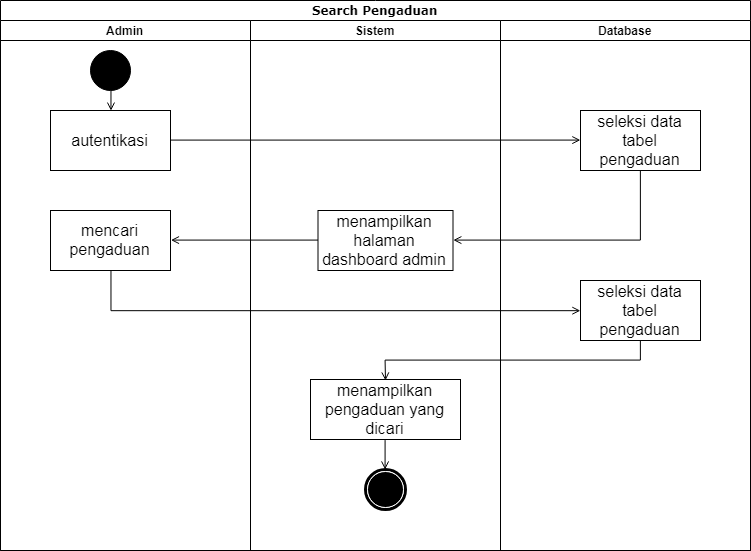 Search Pengaduan
Admin
Sistem
Database
autentikasi
seleksi data
tabel
pengaduan
mencari
pengaduan
menampilkan
halaman
dashboard admin
seleksi data
tabel
pengaduan
menampilkan
pengaduan yang
dicari